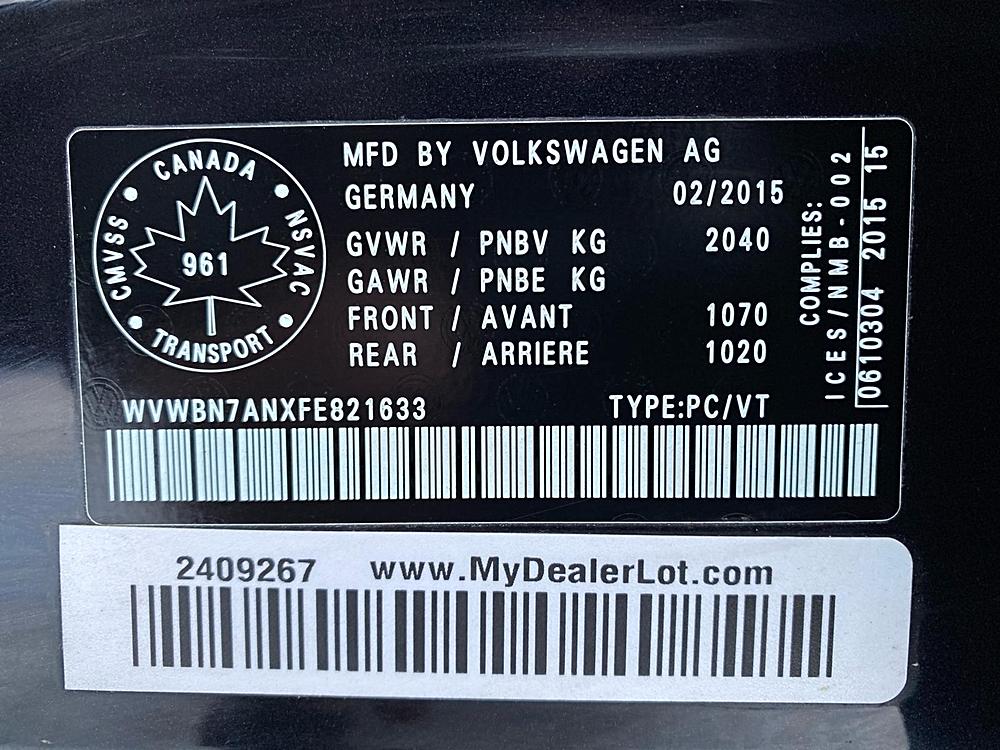 CANADA
CMVSS
NSVAC
961
TRANSPORT
MFD BY VOLKSWAGEN AG
GERMANY 02/2015
GVWR / PNBV KG 2040
GAWR / PNBE KG
FRONT / AVANT 1070
REAR / ARRIERE 1020
COMPLIES:
ICES/NMB-002
0610304 2015 15
WVWBN7ANXFE821633 TYPE:PC/VT
2409267 www.MyDealerLot.com